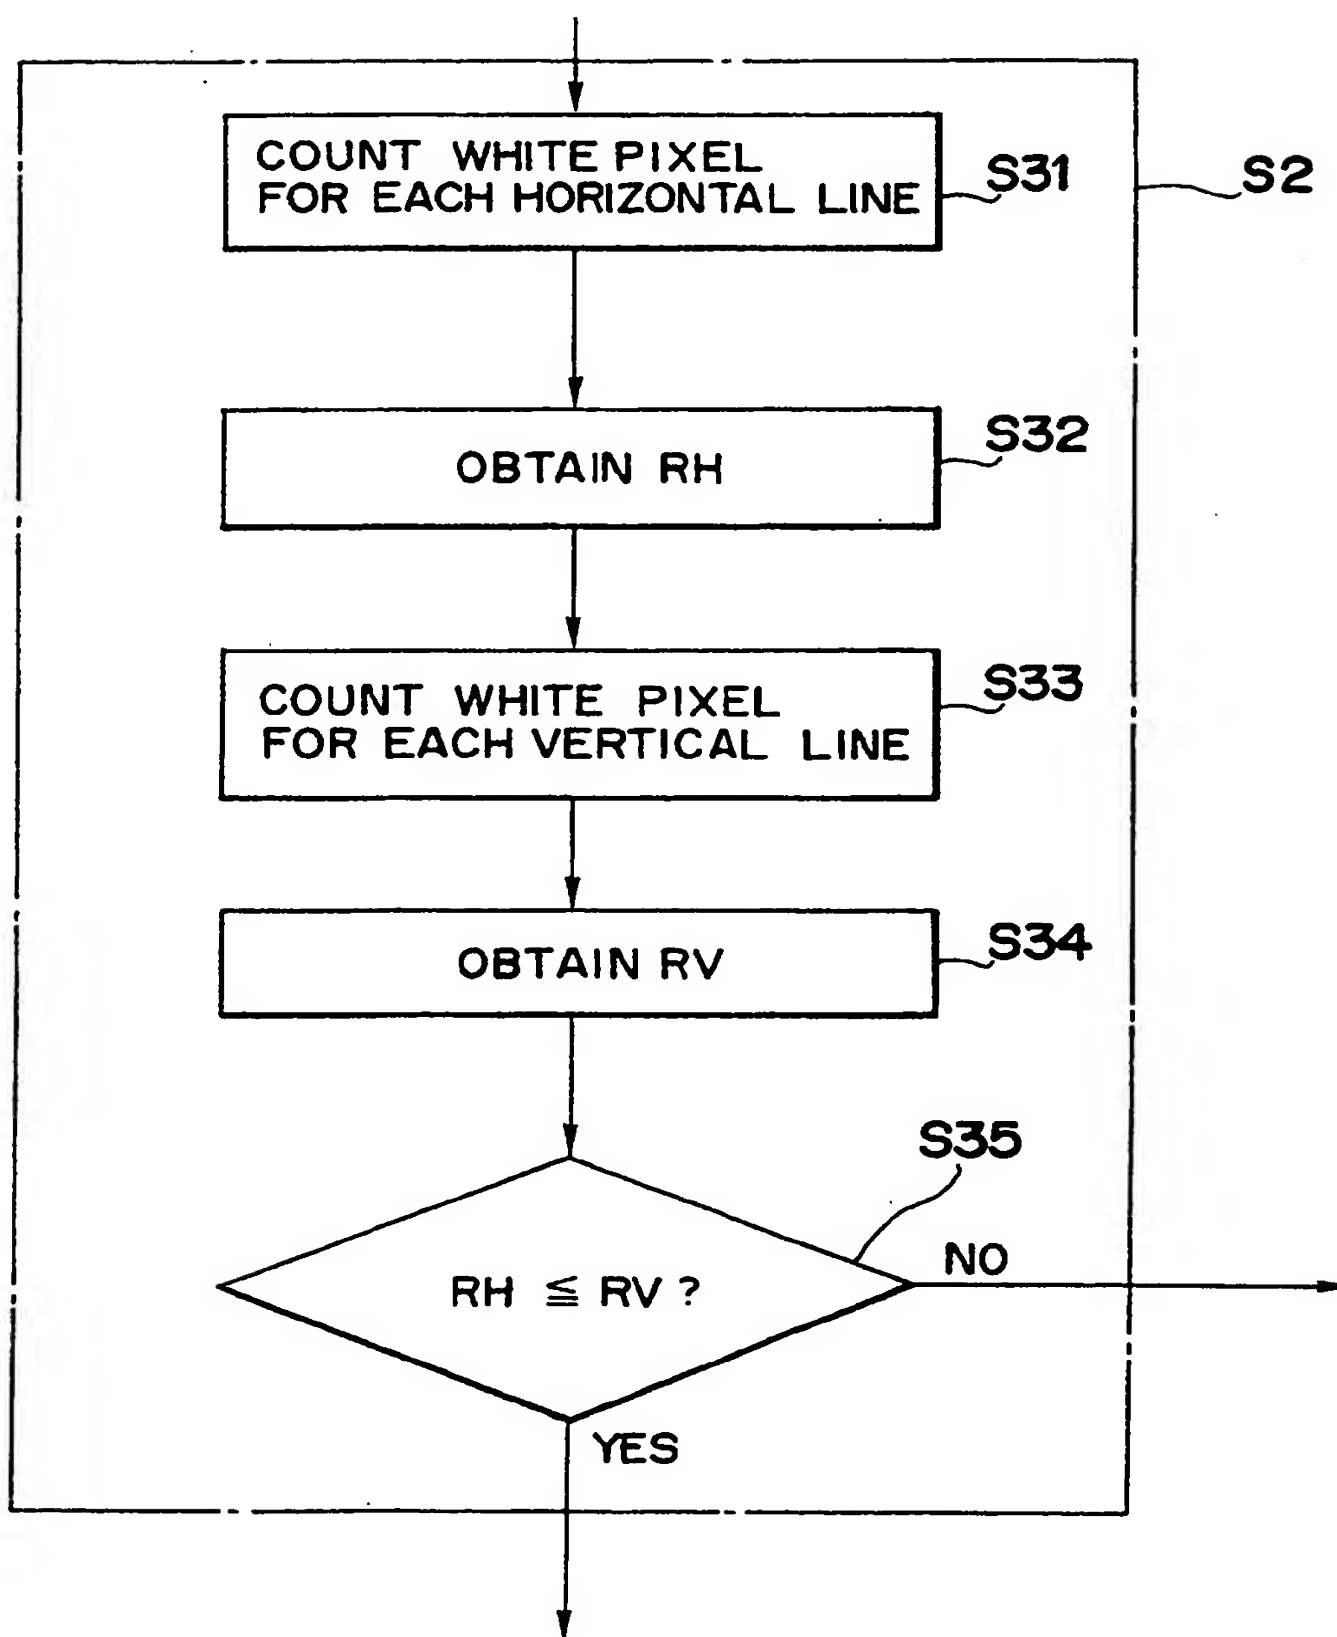 COUNT WHITE PIXEL
FOR EACH HORIZONTAL LINE
S31
S2
OBTAIN RH
S32
COUNT WHITE PIXEL
FOR EACH VERTICAL LINE
S33
OBTAIN RV
S34
S35
RH ≦ RV ?
NO
YES